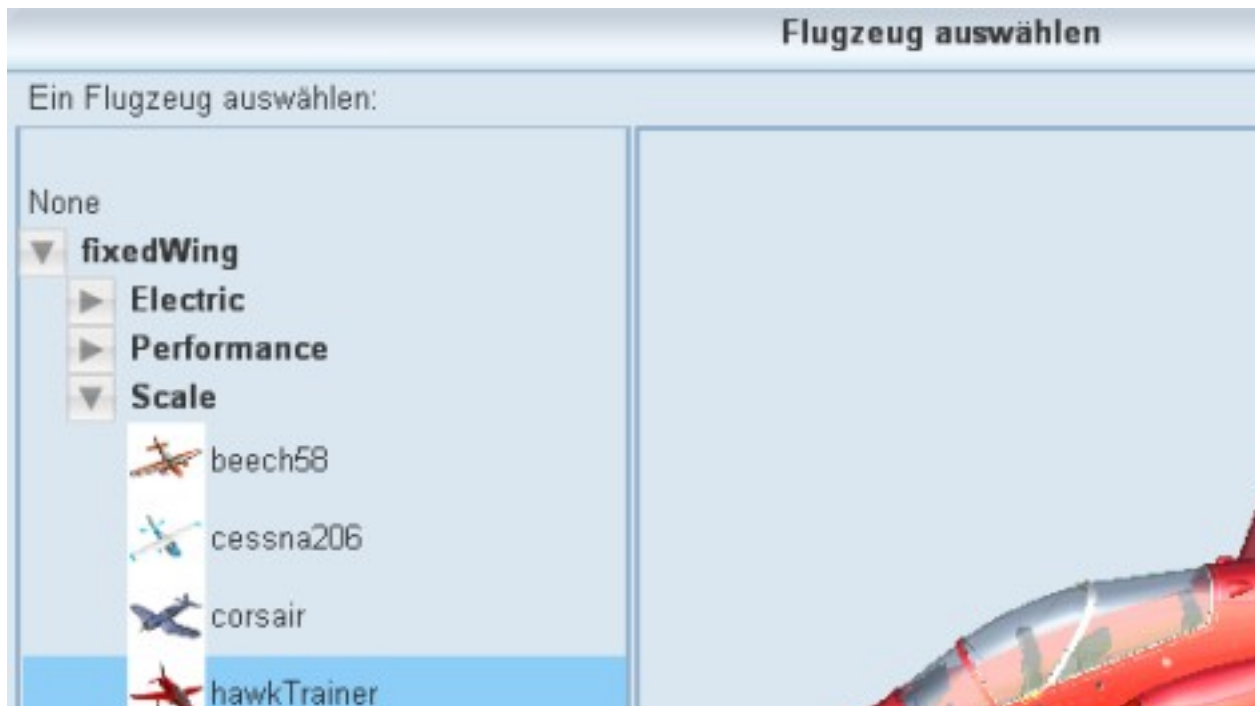 Flugzeug auswählen
Ein Flugzeug auswählen:
None
fixedWing
Electric
Performance
Scale
beech58
cessna206
corsair
hawkTrainer